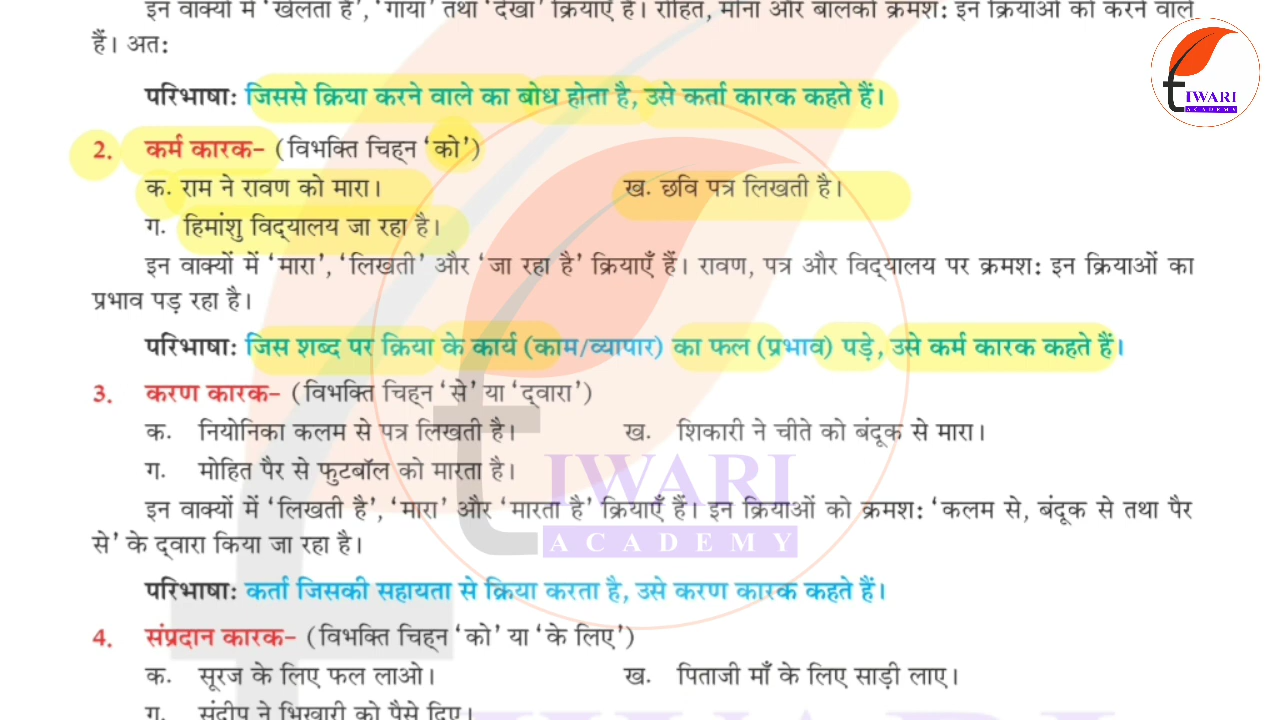 इन वाक्यों में 'खेलता है', 'गाया' तथा 'देखा' क्रियाएँ हैं। रोहित, मोना और बालकों क्रमश: इन क्रियाओं को करने वाले
हैं। अत:
परिभाषा: जिससे क्रिया करने वाले का बोध होता है, उसे कर्ता कारक कहते हैं।
2. कर्म कारक- (विभक्ति चिह्न 'को')
क. राम ने रावण को मारा। ख. छवि पत्र लिखती है।
ग. हिमांशु विद्यालय जा रहा है।
इन वाक्यों में 'मारा', 'लिखती' और 'जा रहा है' क्रियाएँ हैं। रावण, पत्र और विद्यालय पर क्रमश: इन क्रियाओं का
प्रभाव पड़ रहा है।
परिभाषा: जिस शब्द पर क्रिया के कार्य (काम/व्यापार) का फल (प्रभाव) पड़े, उसे कर्म कारक कहते हैं।
3. करण कारक- (विभक्ति चिह्न 'से' या 'द्वारा')
क. नियोनिका कलम से पत्र लिखती है। ख. शिकारी ने चीते को बंदूक से मारा।
ग. मोहित पैर से फुटबॉल को मारता है।
इन वाक्यों में 'लिखती है', 'मारा' और 'मारता है' क्रियाएँ हैं। इन क्रियाओं को क्रमश: 'कलम से, बंदूक से तथा पैर
से' के द्वारा किया जा रहा है।
परिभाषा: कर्ता जिसकी सहायता से क्रिया करता है, उसे करण कारक कहते हैं।
4. संप्रदान कारक- (विभक्ति चिह्न 'को' या 'के लिए')
क. सूरज के लिए फल लाओ। ख. पिताजी माँ के लिए साड़ी लाए।
ग. संदीप ने भिखारी को पैसे दिए।
tIWARI
ACADEMY
tIWARI
ACADEMY